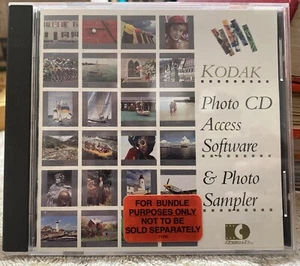 KODAK
Photo CD
Access
Software
& Photo
Sampler
FOR BUNDLE
PURPOSES ONLY
NOT TO BE
SOLD SEPARATELY